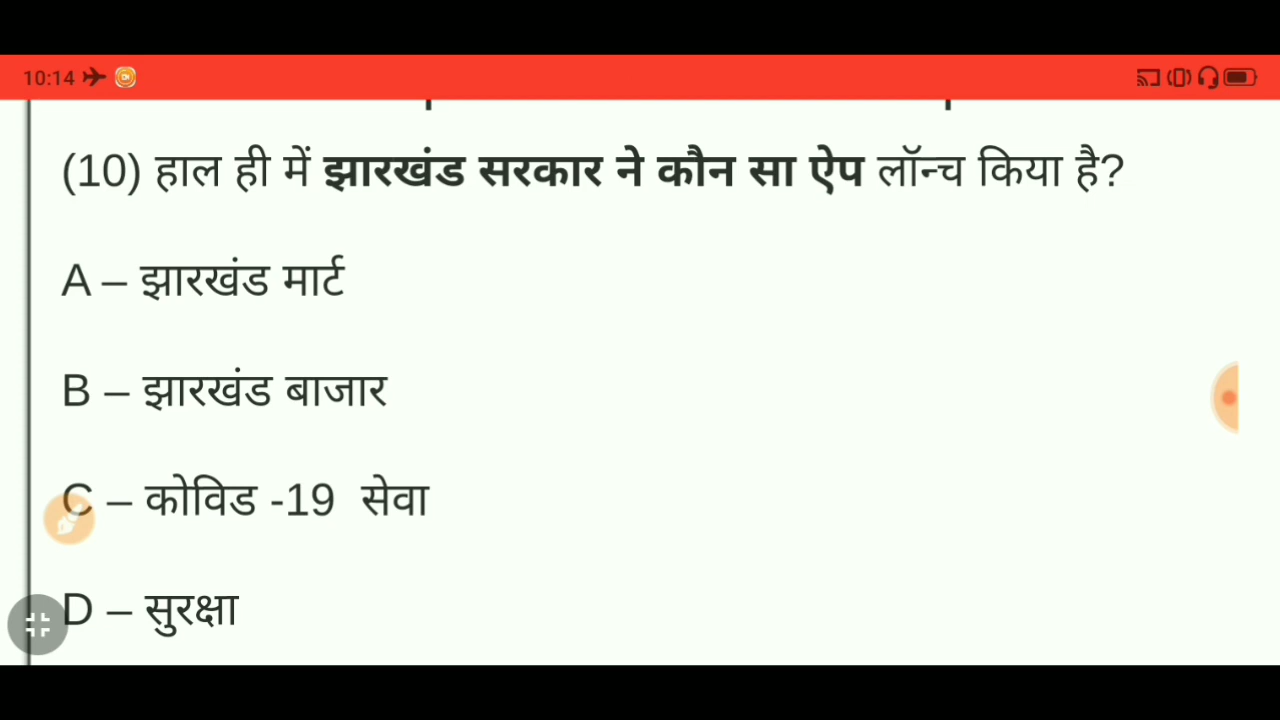 10:14
(10) हाल ही में झारखंड सरकार ने कौन सा ऐप लॉन्च किया है?
A – झारखंड मार्ट
B – झारखंड बाजार
C – कोविड -19 सेवा
D – सुरक्षा